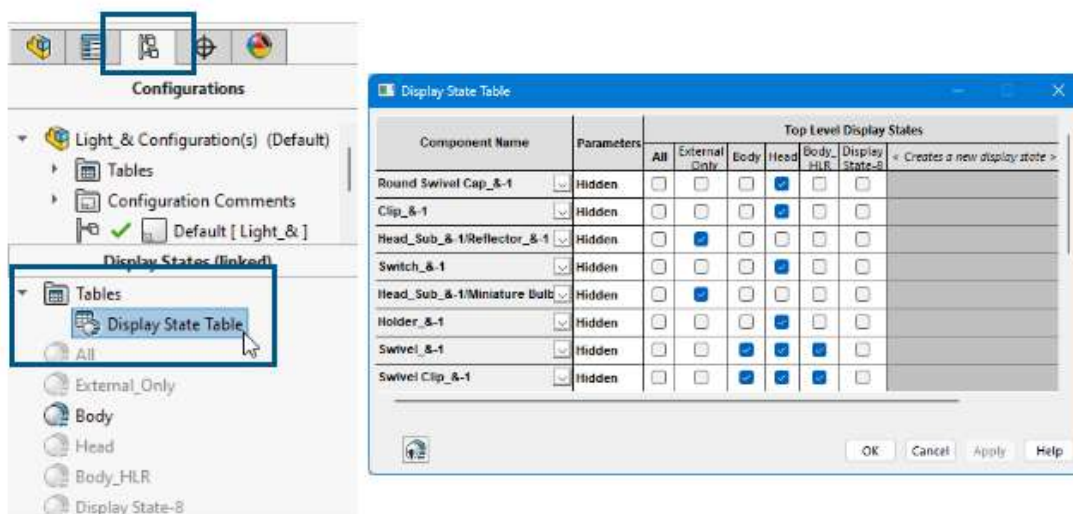 Configurations
Light_& Configuration(s) (Default)
Tables
Configuration Comments
Default [ Light_& ]
Display States (linked)
Tables
Display State Table
All
External_Only
Body
Head
Body_HLR
Display State-8
Display State Table
Component Name Parameters Top Level Display States
All External Only Body Head Body_HLR Display State-8 < Creates a new display state >
Round Swivel Cap_&-1 Hidden
Clip_&-1 Hidden
Head_Sub_&-1/Reflector_&-1 Hidden
Switch_&-1 Hidden
Head_Sub_&-1/Miniature Bulb Hidden
Holder_&-1 Hidden
Swivel_&-1 Hidden
Swivel Clip_&-1 Hidden
OK Cancel Apply Help